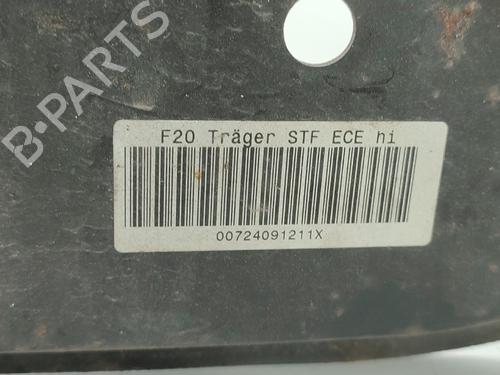 B-PARTS
F20 Träger STF ECE hi
00724091211X